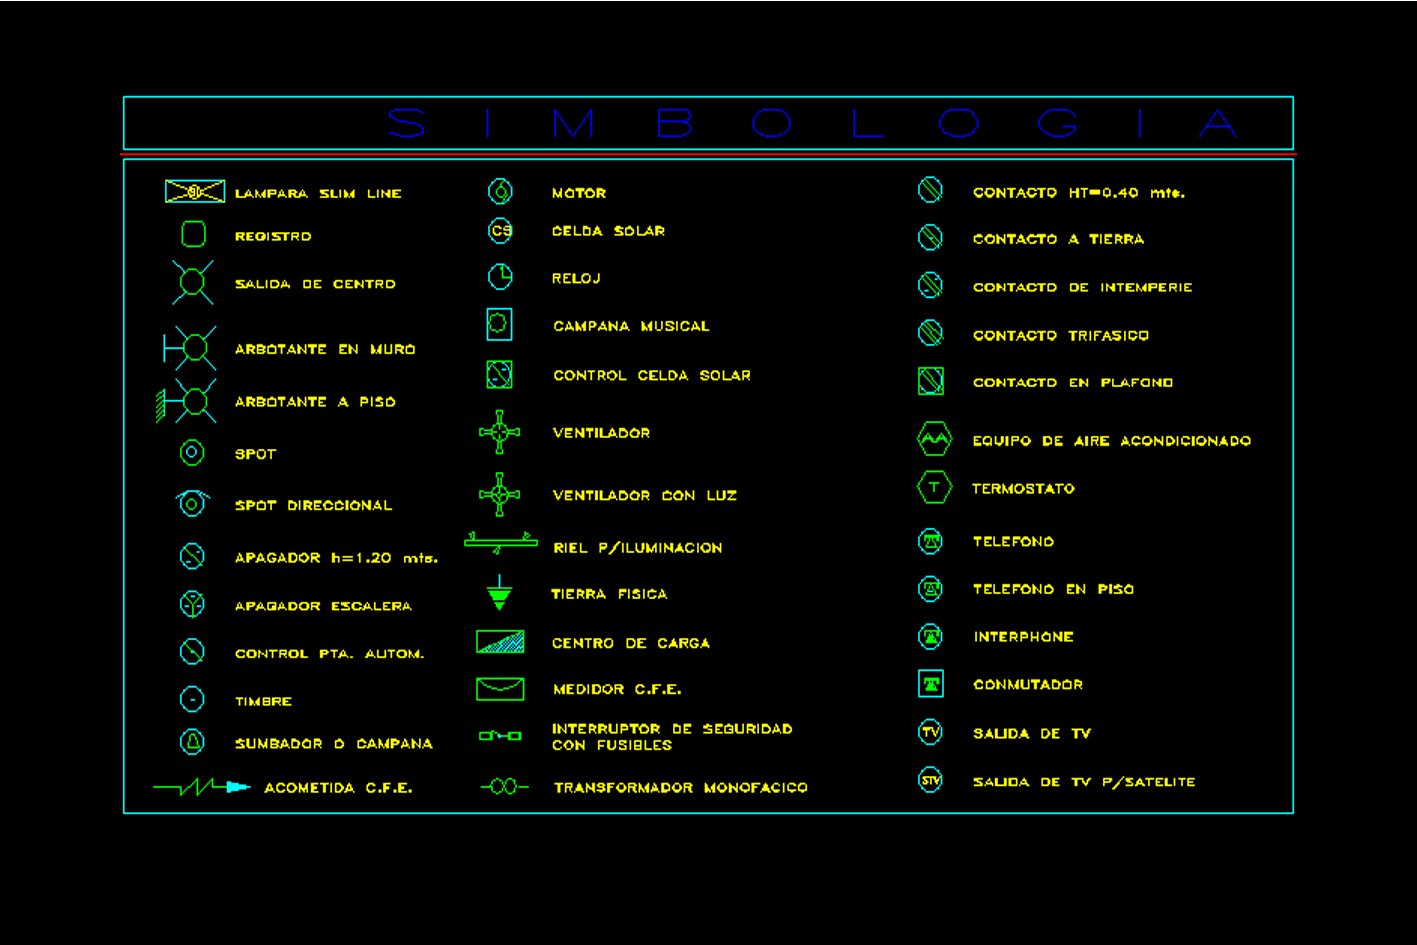 SIMBOLOGIA
LAMPARA SLIM LINE
REGISTRO
SALIDA DE CENTRO
ARBOTANTE EN MURO
ARBOTANTE A PISO
SPOT
SPOT DIRECCIONAL
APAGADOR h=1.20 mts.
APAGADOR ESCALERA
CONTROL PTA. AUTOM.
TIMBRE
SUMBADOR O CAMPANA
ACOMETIDA C.F.E.
MOTOR
CS
CELDA SOLAR
RELOJ
CAMPANA MUSICAL
CONTROL CELDA SOLAR
VENTILADOR
VENTILADOR CON LUZ
RIEL P/ILUMINACION
TIERRA FISICA
CENTRO DE CARGA
MEDIDOR C.F.E.
INTERRUPTOR DE SEGURIDAD
CON FUSIBLES
TRANSFORMADOR MONOFACICO
CONTACTO HT=0.40 mts.
CONTACTO A TIERRA
CONTACTO DE INTEMPERIE
CONTACTO TRIFASICO
CONTACTO EN PLAFOND
AA
EQUIPO DE AIRE ACONDICIONADO
T
TERMOSTATO
TELEFONO
TELEFONO EN PISO
INTERPHONE
CONMUTADOR
TV
SALIDA DE TV
STV
SALIDA DE TV P/SATELITE